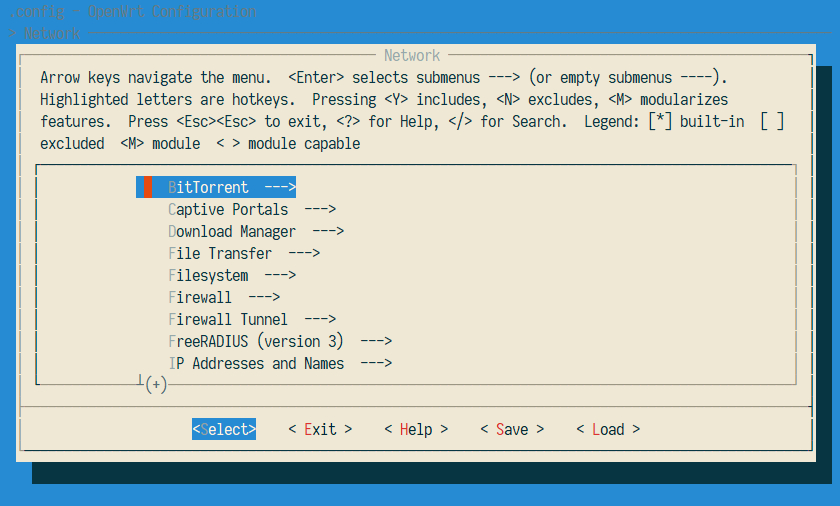 .config - OpenWrt Configuration
> Network
Network
Arrow keys navigate the menu.  <Enter> selects submenus ---> (or empty submenus ----).
Highlighted letters are hotkeys.  Pressing <Y> includes, <N> excludes, <M> modularizes
features.  Press <Esc><Esc> to exit, <?> for Help, </> for Search.  Legend: [*] built-in  [ ]
excluded  <M> module  < > module capable
BitTorrent  --->
Captive Portals  --->
Download Manager  --->
File Transfer  --->
Filesystem  --->
Firewall  --->
Firewall Tunnel  --->
FreeRADIUS (version 3)  --->
IP Addresses and Names  --->
(+)
<Select>    < Exit >    < Help >    < Save >    < Load >